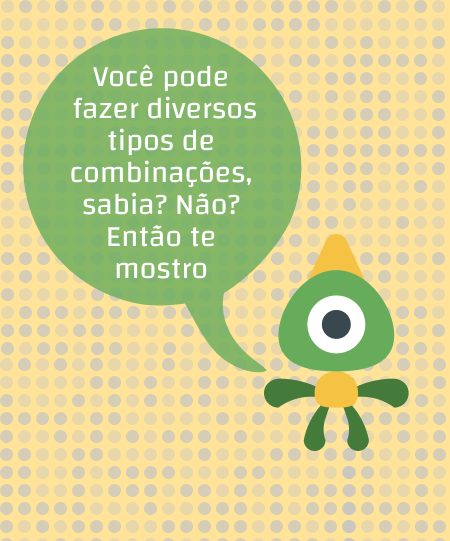 Você pode
fazer diversos
tipos de
combinações,
sabia? Não?
Então te
mostro